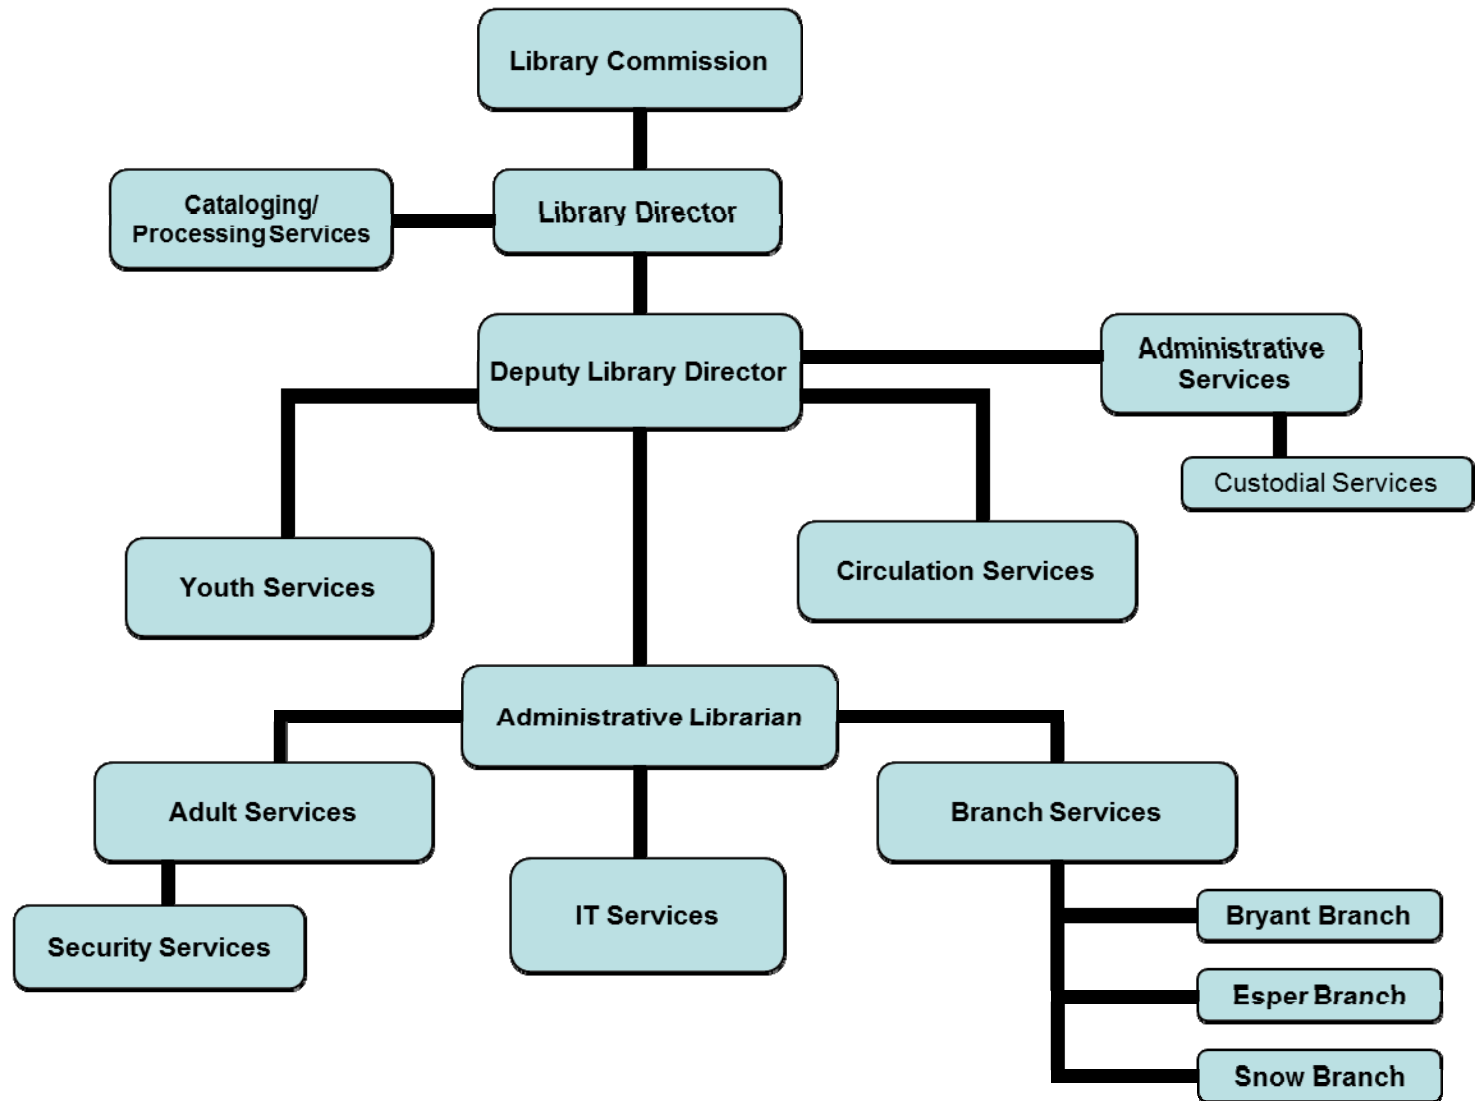 Library Commission
Cataloging/
Processing Services
Library Director
Deputy Library Director
Administrative
Services
Custodial Services
Youth Services
Circulation Services
Administrative Librarian
Adult Services
Branch Services
IT Services
Security Services
Bryant Branch
Esper Branch
Snow Branch